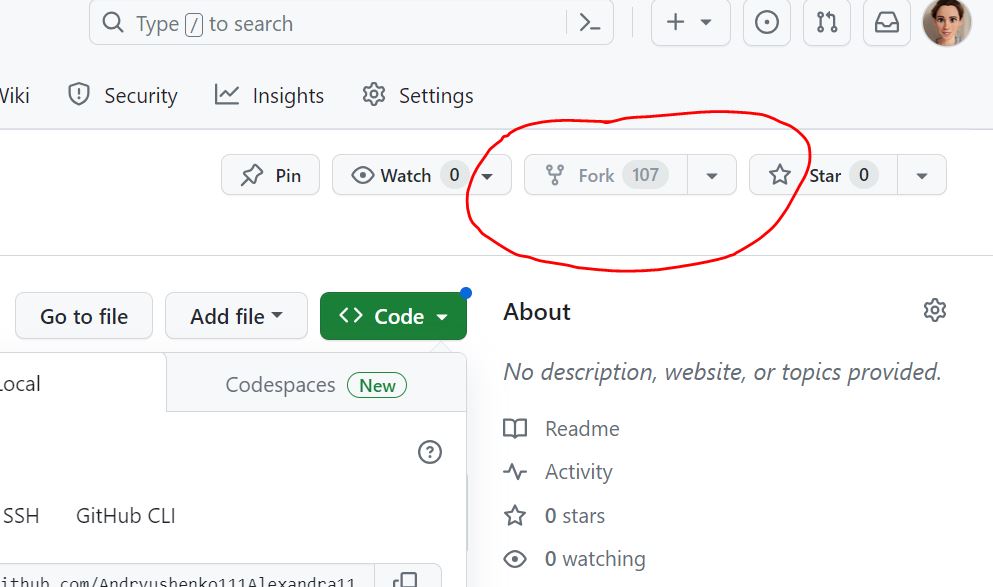 Type / to search
Wiki Security Insights Settings
Pin Watch 0 Fork 107 Star 0
Go to file Add file Code About
No description, website, or topics provided.
Local Codespaces New
Readme
Activity
SSH GitHub CLI
0 stars
0 watching
ithub.com/Andryushenko111Alexandra11